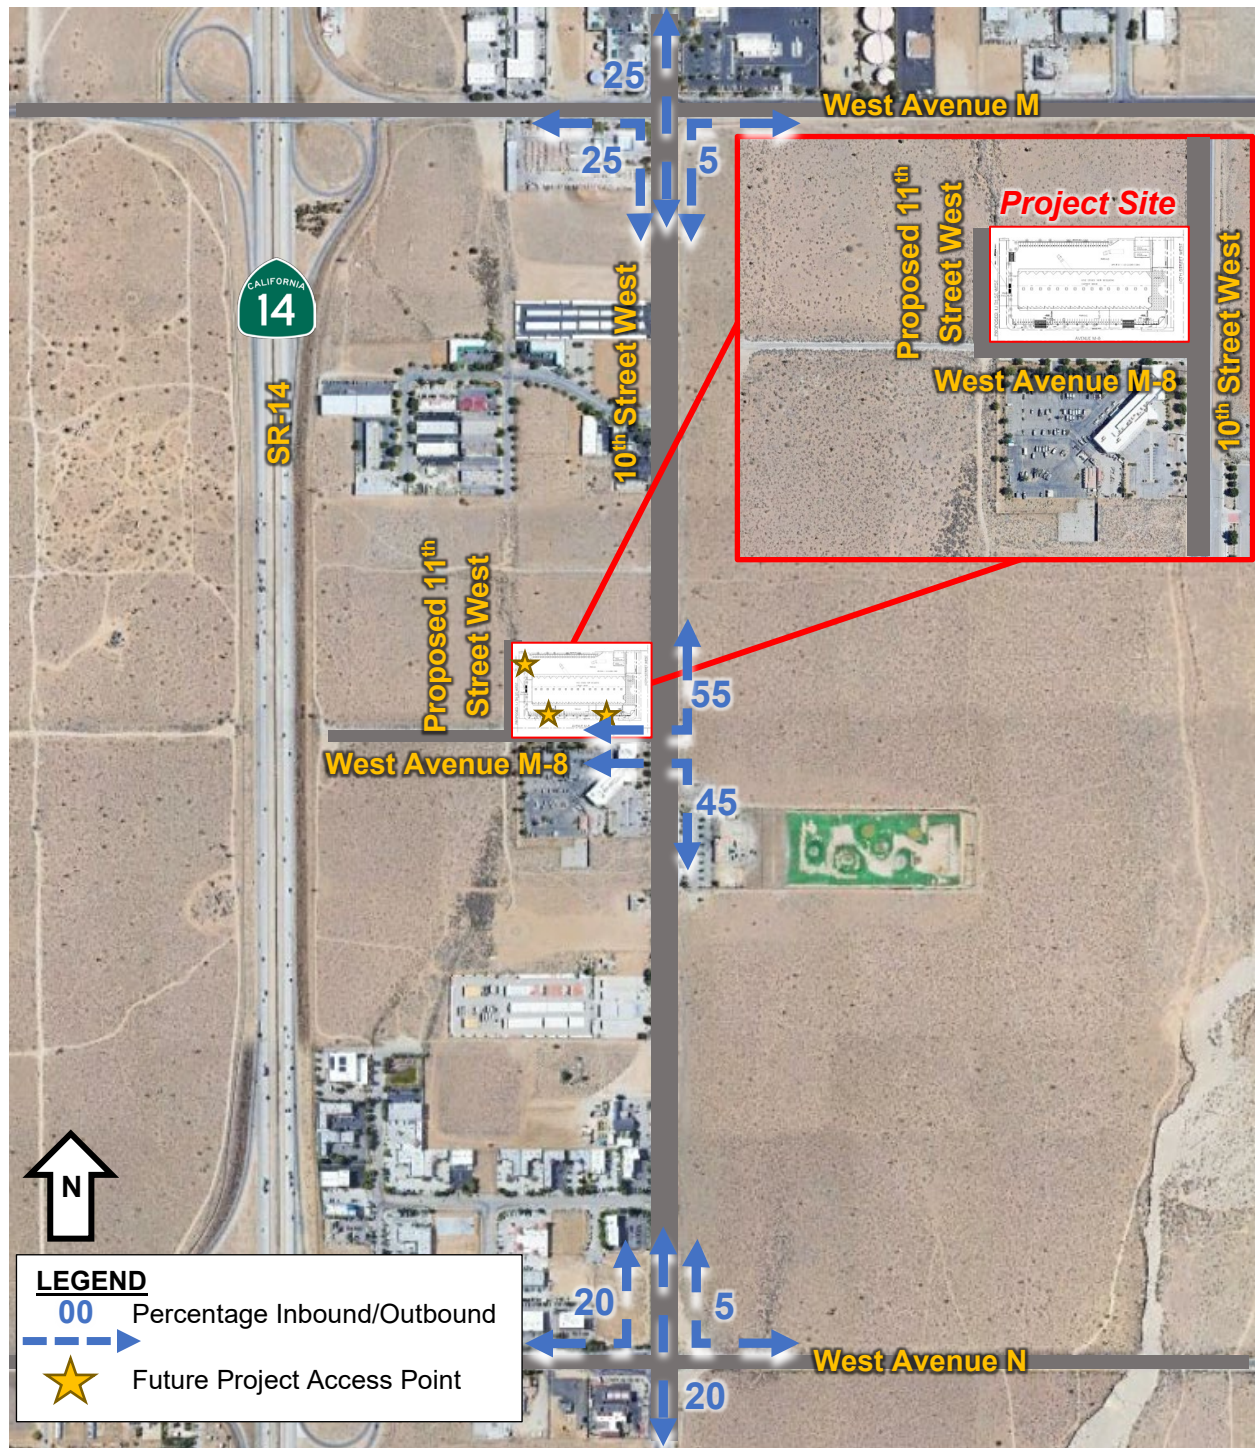 25
West Avenue M
25
5
Proposed 11th
Street West
Project Site
10th Street West
West Avenue M-8
CALIFORNIA
14
SR-14
10th Street West
Proposed 11th
Street West
55
West Avenue M-8
45
N
LEGEND
00 Percentage Inbound/Outbound
Future Project Access Point
20
5
West Avenue N
20
AVENUE M-8